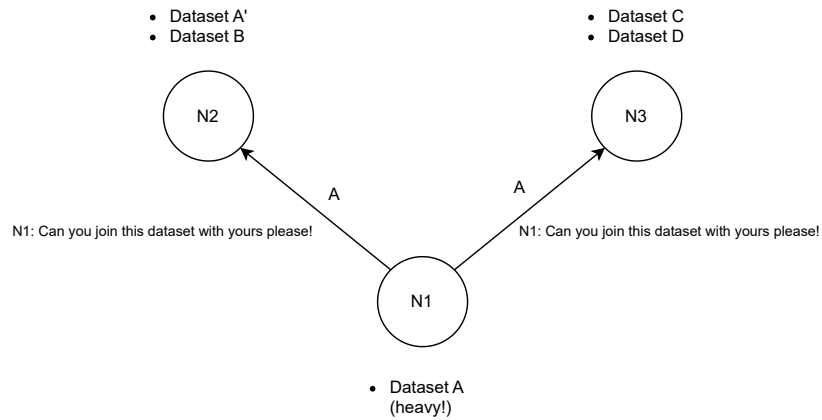 • Dataset A'
• Dataset B
• Dataset C
• Dataset D
N2
N3
A
A
N1: Can you join this dataset with yours please!
N1: Can you join this dataset with yours please!
N1
• Dataset A
(heavy!)